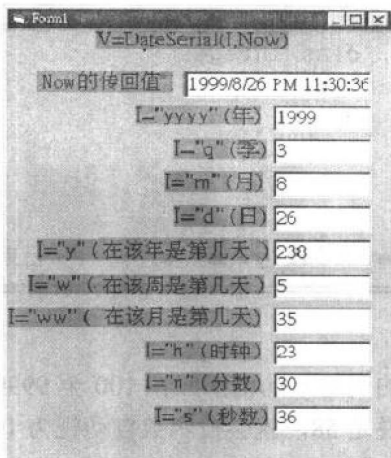 Form1
V=DateSerial(I,Now)
Now的传回值 1999/8/26 PM 11:30:36
I="yyyy"(年) 1999
I="q"(季) 3
I="m"(月) 8
I="d"(日) 26
I="y"(在该年是第几天) 238
I="w"(在该周是第几天) 5
I="ww"( 在该月是第几天) 35
I="h"(时钟) 23
I="n"(分数) 30
I="s"(秒数) 36